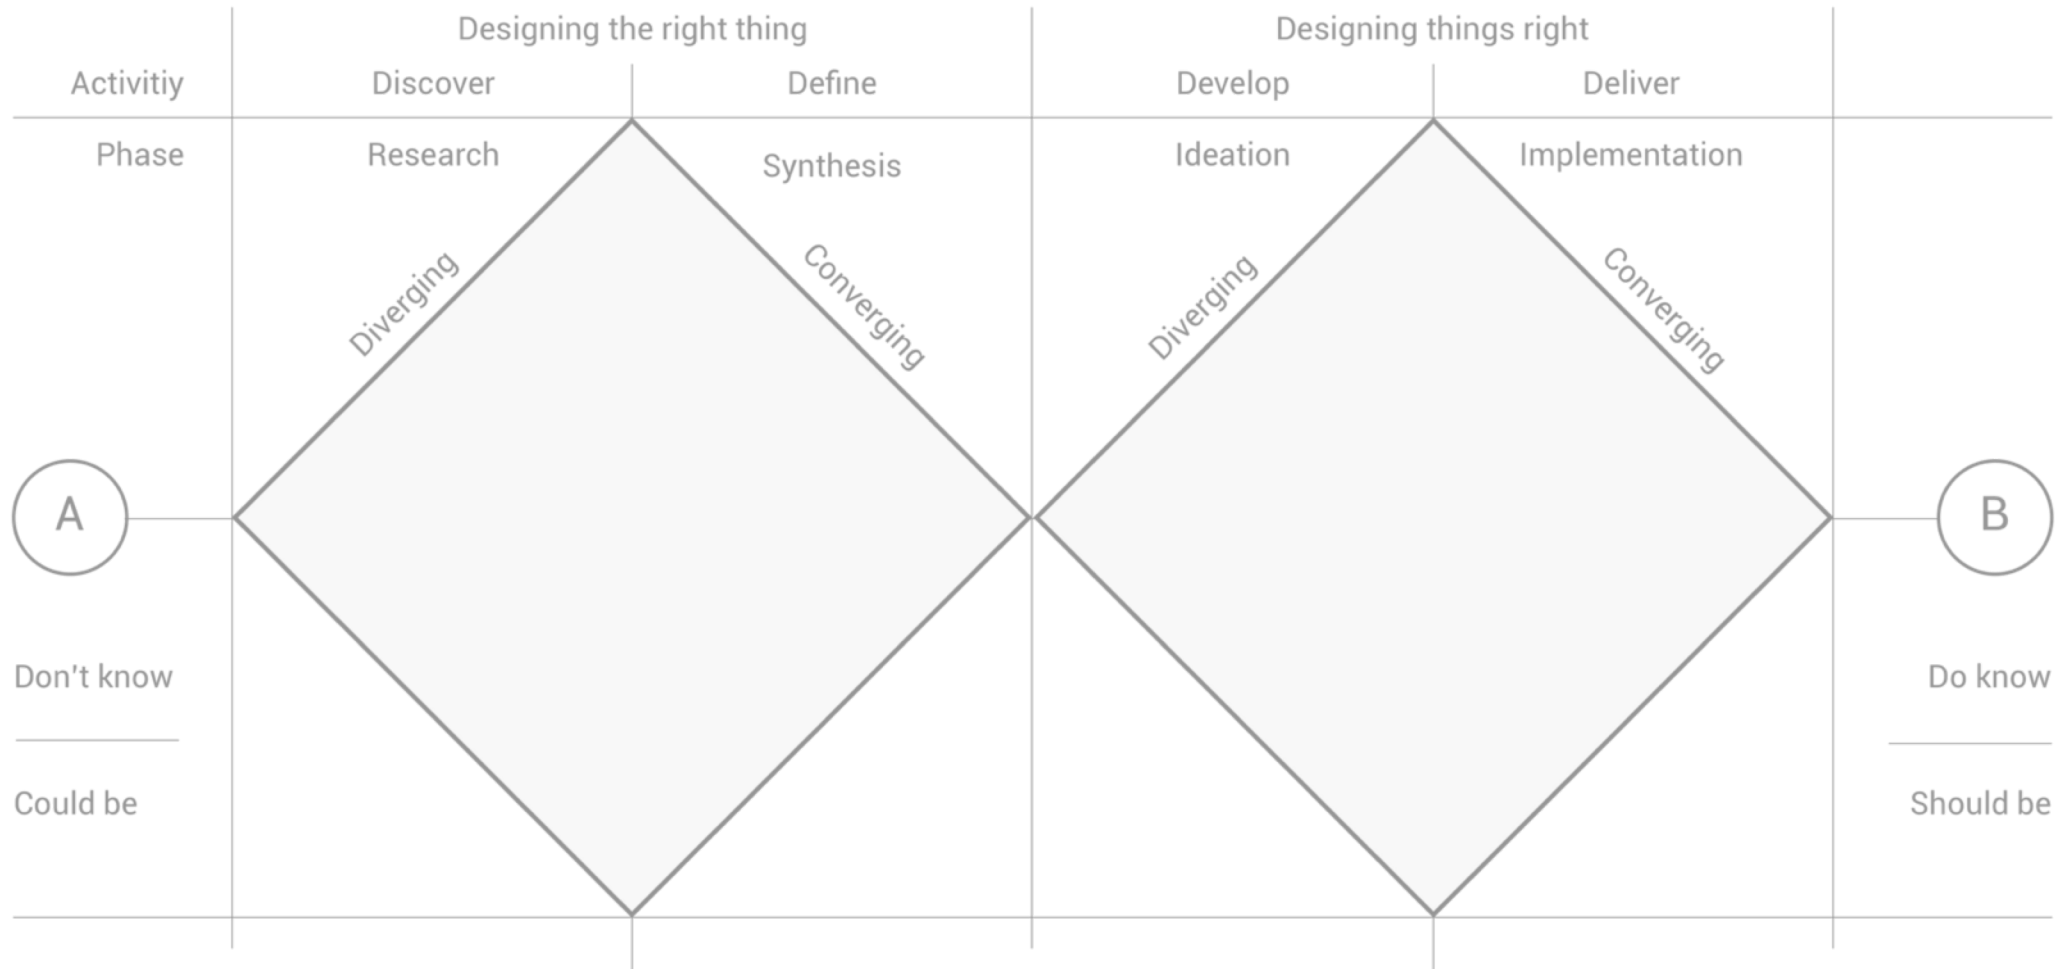 Designing the right thing
Designing things right
Activitiy
Discover
Define
Develop
Deliver
Phase
Research
Synthesis
Ideation
Implementation
Diverging
Converging
Diverging
Converging
A
B
Don't know
Do know
Could be
Should be